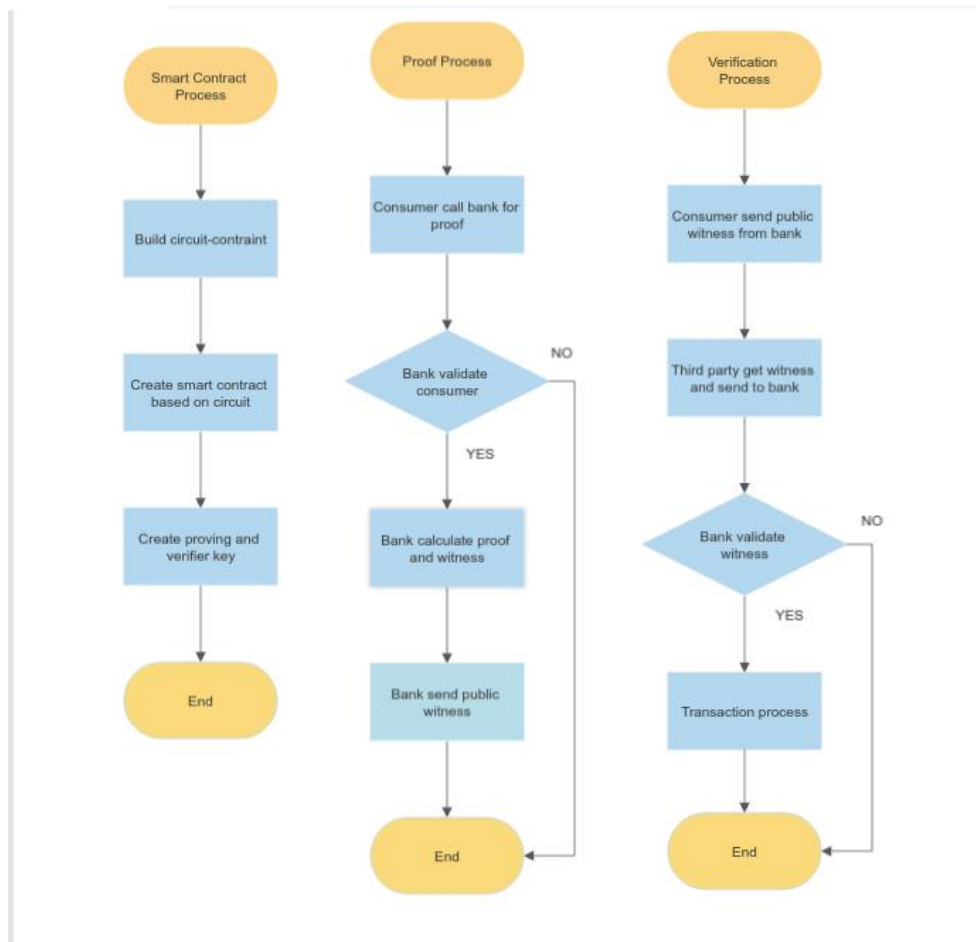 Smart Contract
Process
Build circuit-contraint
Create smart contract
based on circuit
Create proving and
verifier key
End
Proof Process
Consumer call bank for
proof
Bank validate
consumer
NO
YES
Bank calculate proof
and witness
Bank send public
witness
End
Verification
Process
Consumer send public
witness from bank
Third party get witness
and send to bank
Bank validate
witness
NO
YES
Transaction process
End